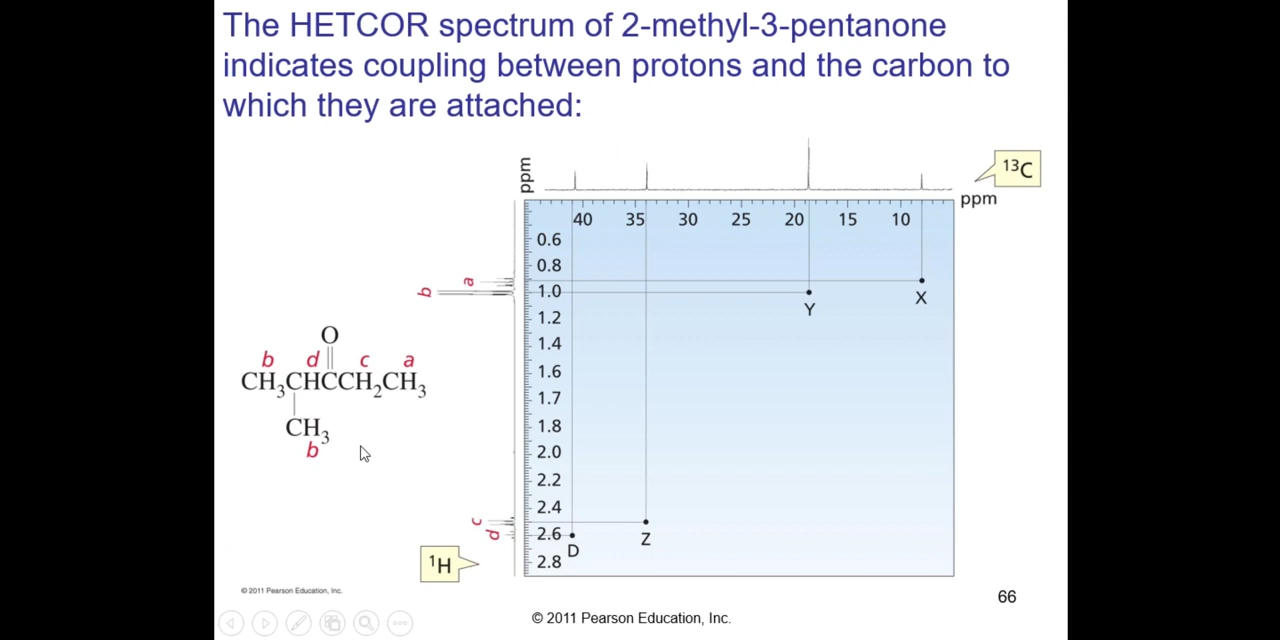 The HETCOR spectrum of 2-methyl-3-pentanone
indicates coupling between protons and the carbon to
which they are attached:
ppm
¹³C
ppm
40 35 30 25 20 15 10
0.6
0.8
a
b
1.0
X
Y
1.2
1.4
1.6
1.7
1.8
2.0
2.2
2.4
c
2.6
d
D
Z
2.8
¹H
O
b d c a
CH₃CHCCH₂CH₃
CH₃
b
© 2011 Pearson Education, Inc.
66
© 2011 Pearson Education, Inc.